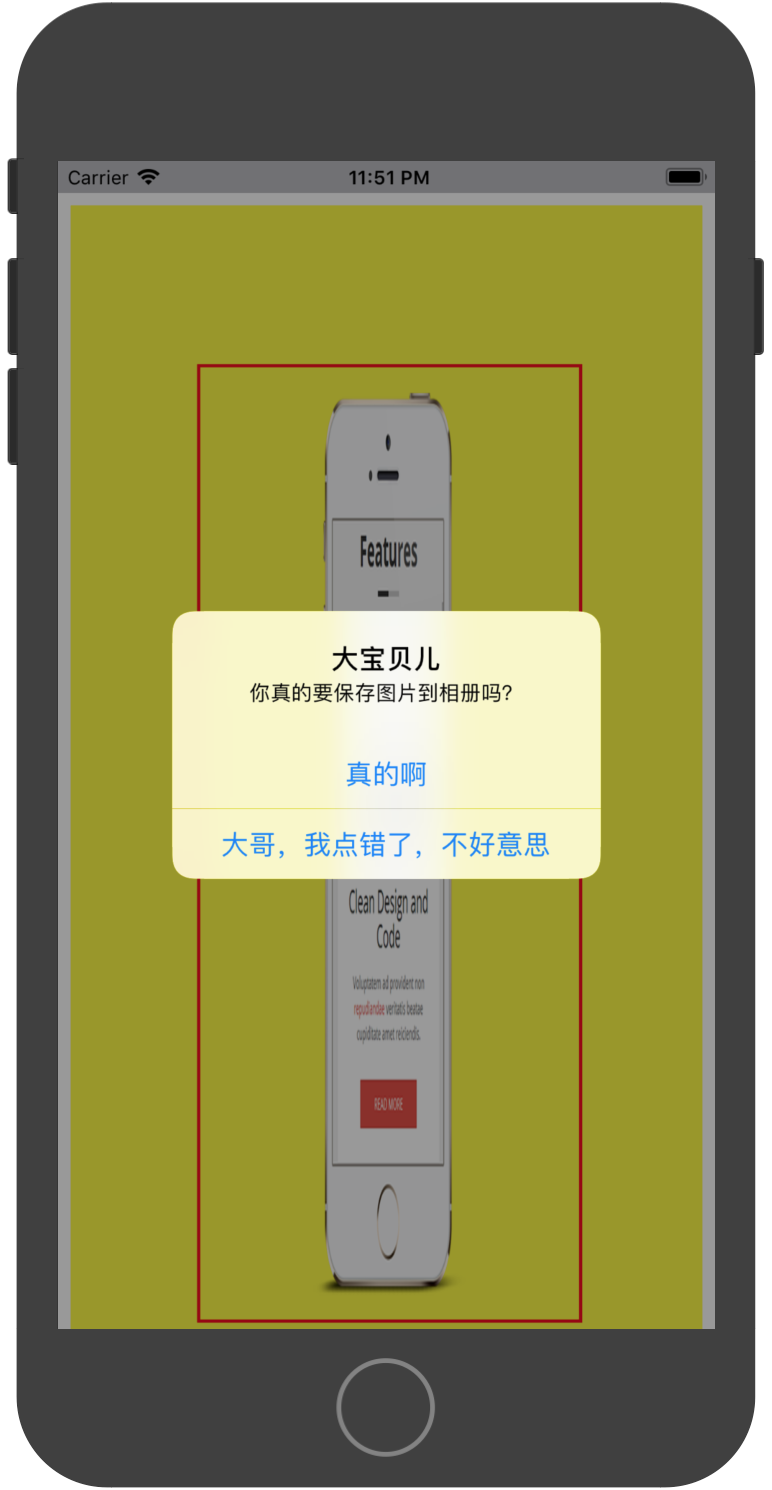 Carrier 11:51 PM
Features
大宝贝儿
你真的要保存图片到相册吗?
真的啊
大哥，我点错了，不好意思
Clean Design and
Code
Voluptatem ad provident non
repudiandae veritatis beatae
cupiditate amet reiciendis.
READ MORE